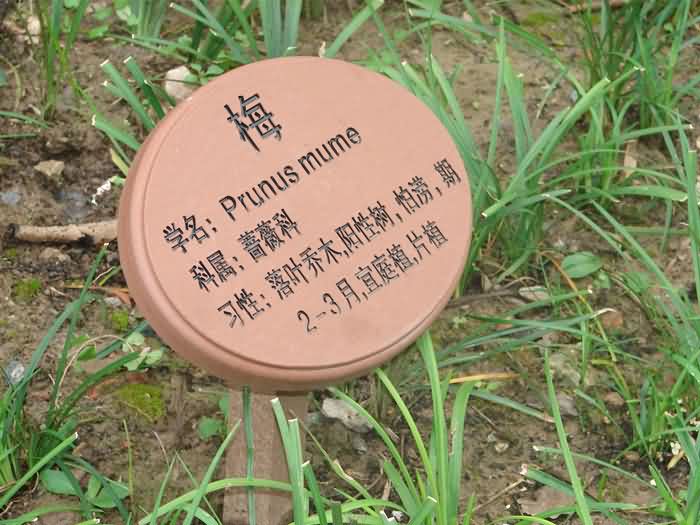 梅
学名：Prunus mume
科属：蔷薇科
习性：落叶乔木,阳性树，怕涝，期
2-3月,宜庭植,片植